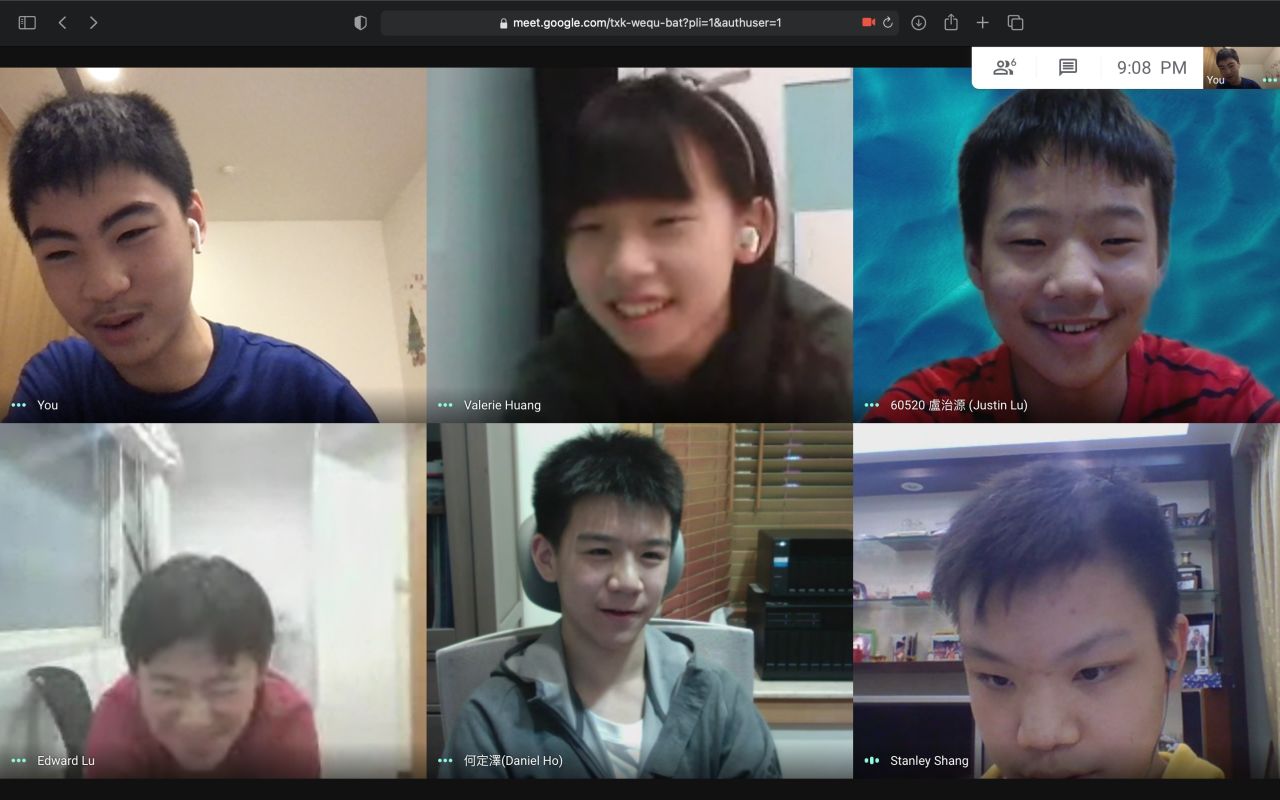 meet.google.com/txk-wequ-bat?pli=1&authuser=1
6
9:08 PM
You
You
Valerie Huang
60520 盧治源 (Justin Lu)
Edward Lu
何定澤(Daniel Ho)
Stanley Shang